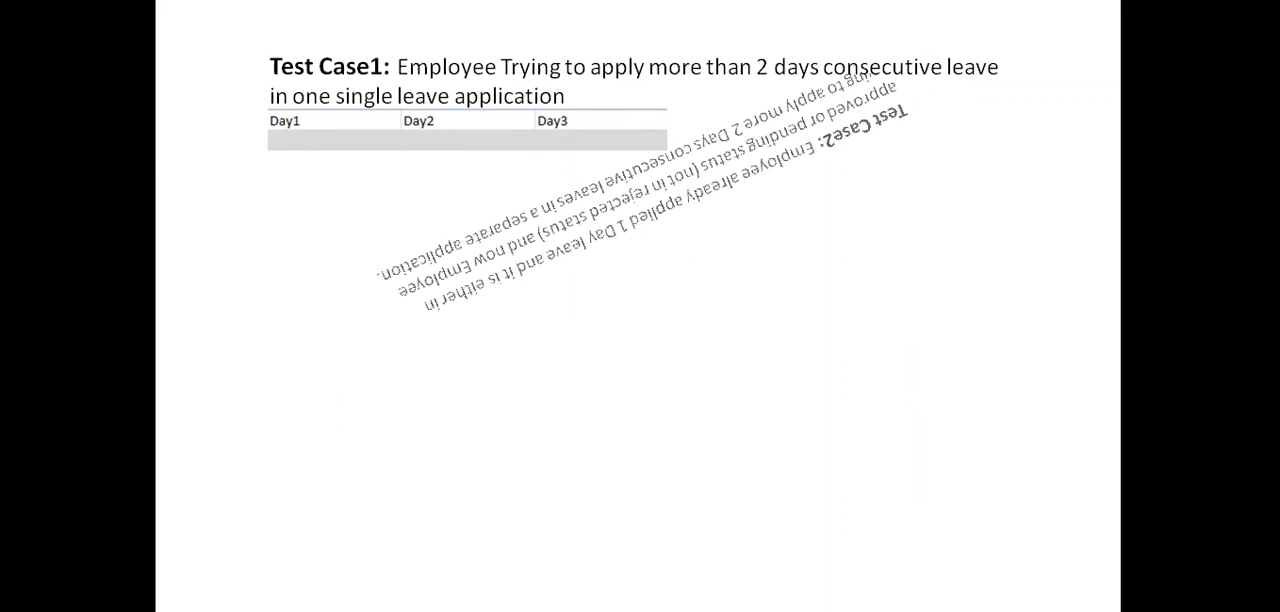 Test Case1: Employee Trying to apply more than 2 days consecutive leave
in one single leave application
Day1 Day2 Day3
Test Case2: Employee already applied 1 Day leave and it is either in
approved or pending status (not in rejected status) and now Employee
to apply more 2 Days consecutive leaves in a separate application.